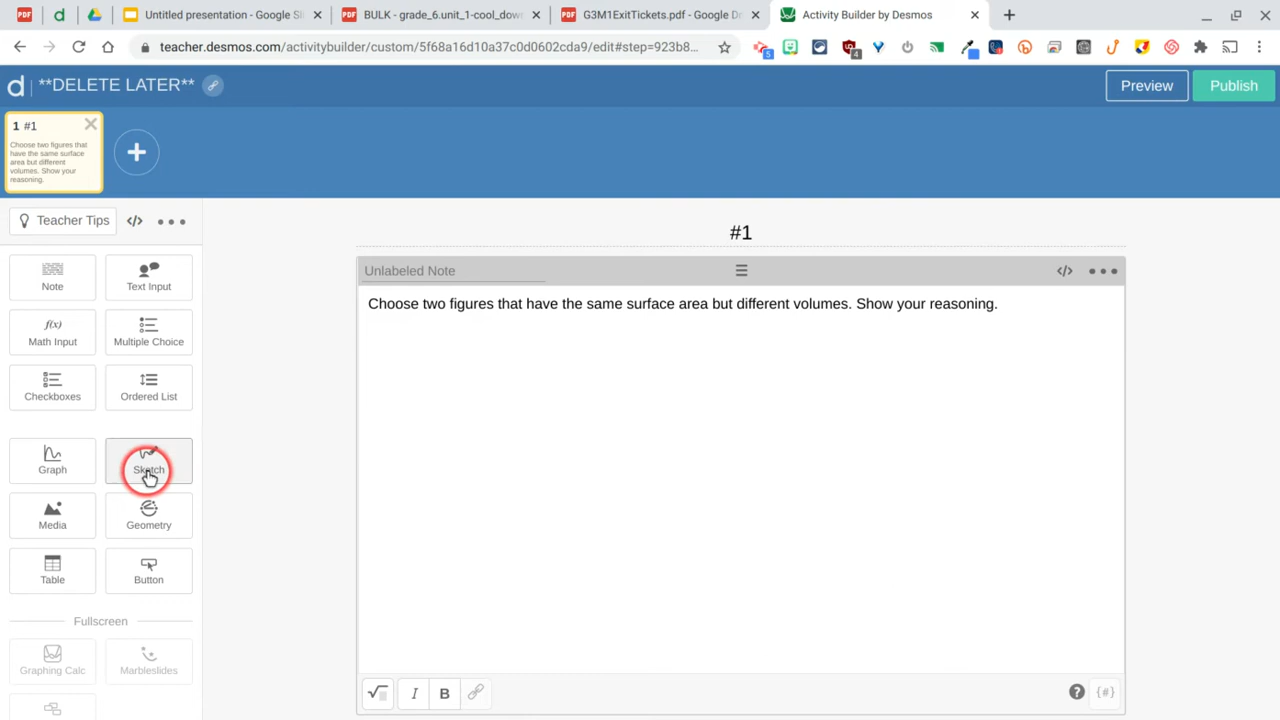 Untitled presentation - Google Sli
BULK - grade_6.unit_1-cool_dow
G3M1ExitTickets.pdf - Google D
Activity Builder by Desmos
teacher.desmos.com/activitybuilder/custom/5f68a16d10a37c0d0602cda9/edit#step=923b8...
5
4
d | **DELETE LATER**
Preview
Publish
1 #1
Choose two figures that
have the same surface
area but different
volumes. Show your
reasoning.
Teacher Tips
#1
Note
Text Input
f(x)
Math Input
Multiple Choice
Checkboxes
Ordered List
Graph
Sketch
Media
Geometry
Table
Button
Fullscreen
Graphing Calc
Marbleslides
Unlabeled Note
Choose two figures that have the same surface area but different volumes. Show your reasoning.
I
B
?
{#}